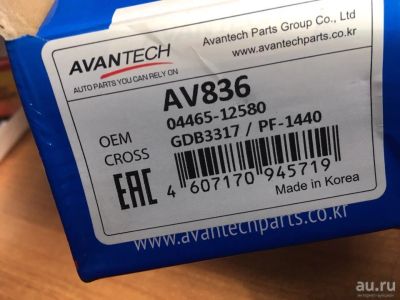 AVANTECH
AUTO PARTS YOU CAN RELY ON
Avantech Parts Group Co., Ltd
www.avantechparts.co.kr
AV836
OEM 04465-12580
CROSS GDB3317 / PF-1440
EAC
4 607170 945719
Made in Korea
www.avantechparts.co.kr
au.ru